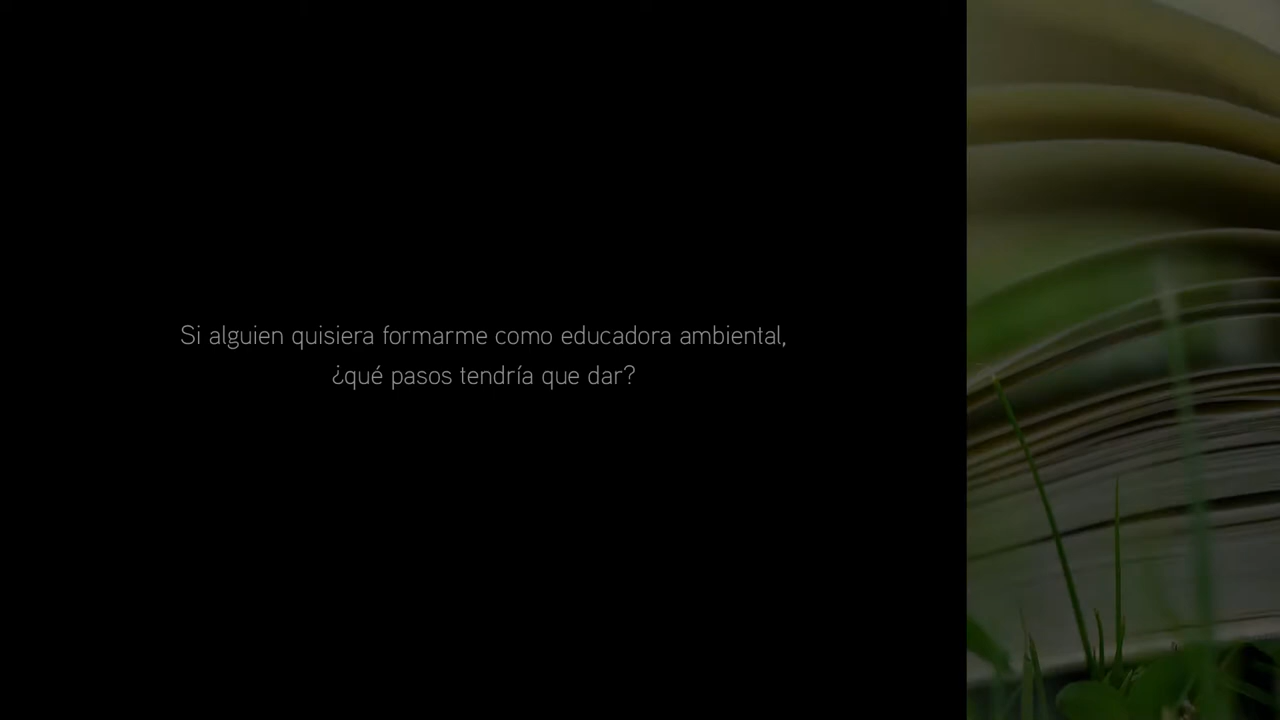 Si alguien quisiera formarme como educadora ambiental,
¿qué pasos tendría que dar?